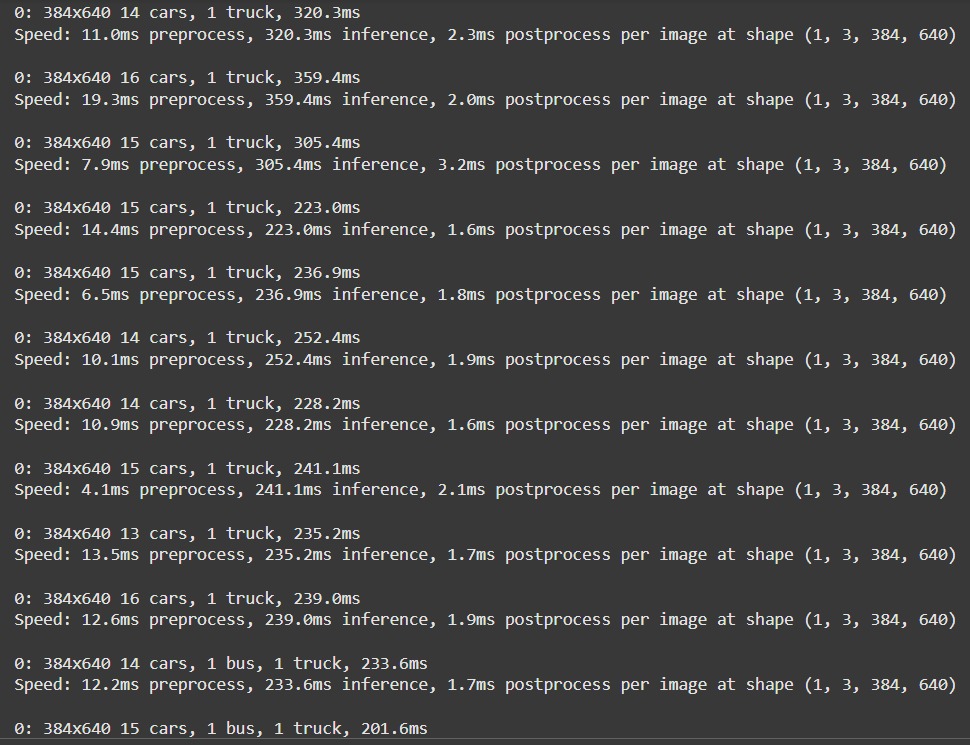 0: 384x640 14 cars, 1 truck, 320.3ms
Speed: 11.0ms preprocess, 320.3ms inference, 2.3ms postprocess per image at shape (1, 3, 384, 640)
0: 384x640 16 cars, 1 truck, 359.4ms
Speed: 19.3ms preprocess, 359.4ms inference, 2.0ms postprocess per image at shape (1, 3, 384, 640)
0: 384x640 15 cars, 1 truck, 305.4ms
Speed: 7.9ms preprocess, 305.4ms inference, 3.2ms postprocess per image at shape (1, 3, 384, 640)
0: 384x640 15 cars, 1 truck, 223.0ms
Speed: 14.4ms preprocess, 223.0ms inference, 1.6ms postprocess per image at shape (1, 3, 384, 640)
0: 384x640 15 cars, 1 truck, 236.9ms
Speed: 6.5ms preprocess, 236.9ms inference, 1.8ms postprocess per image at shape (1, 3, 384, 640)
0: 384x640 14 cars, 1 truck, 252.4ms
Speed: 10.1ms preprocess, 252.4ms inference, 1.9ms postprocess per image at shape (1, 3, 384, 640)
0: 384x640 14 cars, 1 truck, 228.2ms
Speed: 10.9ms preprocess, 228.2ms inference, 1.6ms postprocess per image at shape (1, 3, 384, 640)
0: 384x640 15 cars, 1 truck, 241.1ms
Speed: 4.1ms preprocess, 241.1ms inference, 2.1ms postprocess per image at shape (1, 3, 384, 640)
0: 384x640 13 cars, 1 truck, 235.2ms
Speed: 13.5ms preprocess, 235.2ms inference, 1.7ms postprocess per image at shape (1, 3, 384, 640)
0: 384x640 16 cars, 1 truck, 239.0ms
Speed: 12.6ms preprocess, 239.0ms inference, 1.9ms postprocess per image at shape (1, 3, 384, 640)
0: 384x640 14 cars, 1 bus, 1 truck, 233.6ms
Speed: 12.2ms preprocess, 233.6ms inference, 1.7ms postprocess per image at shape (1, 3, 384, 640)
0: 384x640 15 cars, 1 bus, 1 truck, 201.6ms